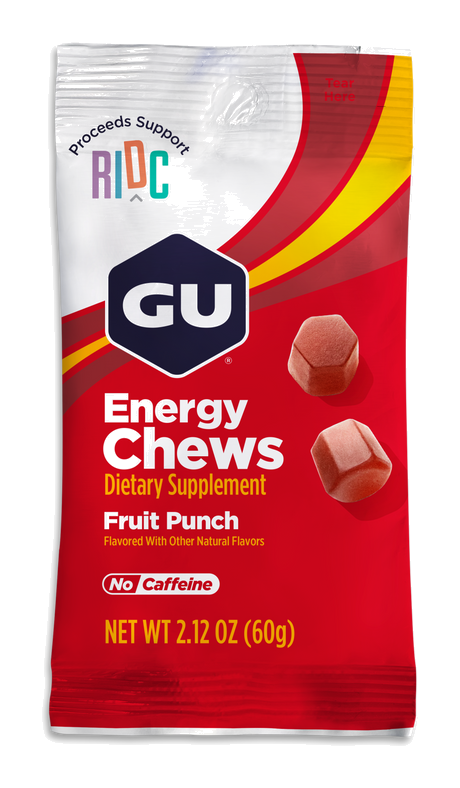 Tear
Here
Proceeds Support
RIDC
GU
®
Energy
Chews
Dietary Supplement
Fruit Punch
Flavored With Other Natural Flavors
No Caffeine
NET WT 2.12 OZ (60g)